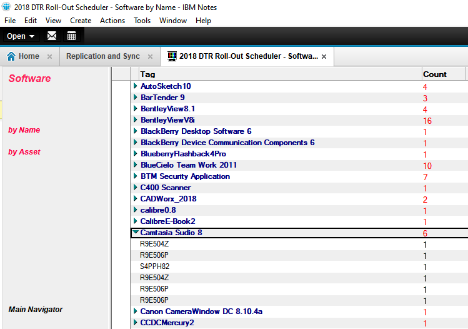 2018 DTR Roll-Out Scheduler - Software by Name - IBM Notes
File Edit View Create Actions Tools Window Help
Open
Home Replication and Sync 2018 DTR Roll-Out Scheduler - Softwa...
Software
by Name
by Asset
Main Navigator
Tag Count
AutoSketch10 4
BarTender 9 3
BentleyView8.1 4
BentleyViewV8i 16
BlackBerry Desktop Software 6 1
BlackBerry Device Communication Components 6 1
BlueberryFlashback4Pro 1
BlueCielo Team Work 2011 10
BTM Security Application 7
C400 Scanner 1
CADWorx_2018 2
calibre0.8 1
CalibreE-Book2 1
Camtasia Sudio 8 6
R9E504Z 1
R9E506P 1
S4PPH82 1
R9E504Z 1
R9E506P 1
R9E506P 1
Canon CameraWindow DC 8.10.4a 1
CCDCMercury2 1